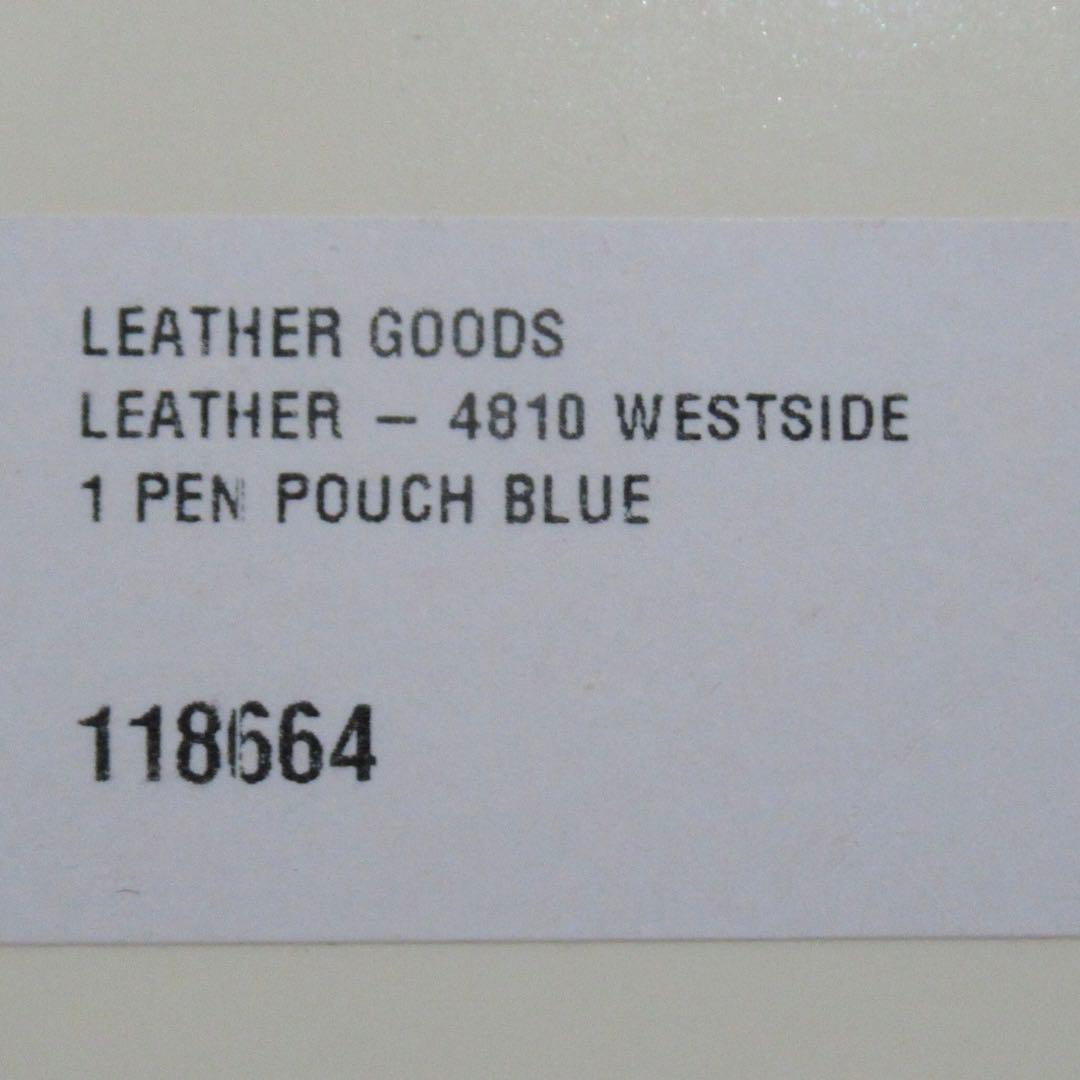 LEATHER GOODS
LEATHER – 4810 WESTSIDE
1 PEN POUCH BLUE
118664